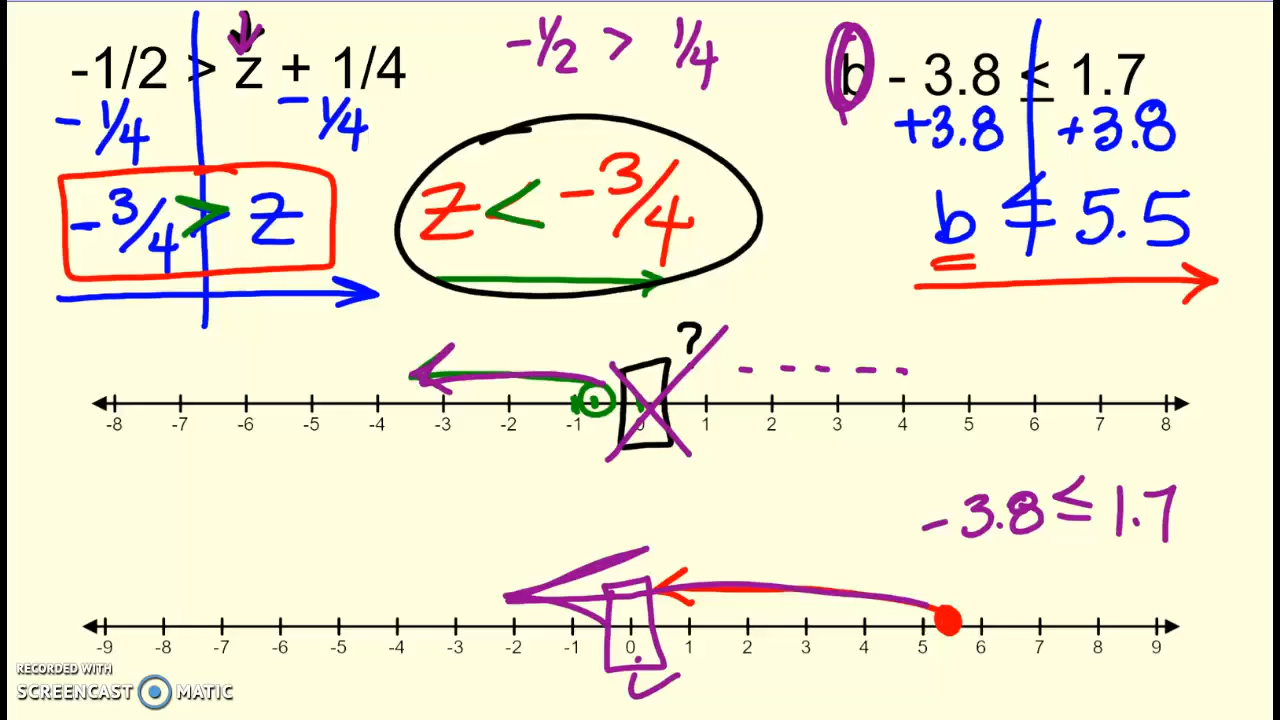 -1/2 > z + 1/4
-1/4 -1/4
-3/4 > z
-1/2 > 1/4
z < -3/4
b - 3.8 ≤ 1.7
+3.8 +3.8
b ≤ 5.5
?
-8 -7 -6 -5 -4 -3 -2 -1 0 1 2 3 4 5 6 7 8
-3.8 ≤ 1.7
-9 -8 -7 -6 -5 -4 -3 -2 -1 0 1 2 3 4 5 6 7 8 9
RECORDED WITH
SCREENCAST MATIC